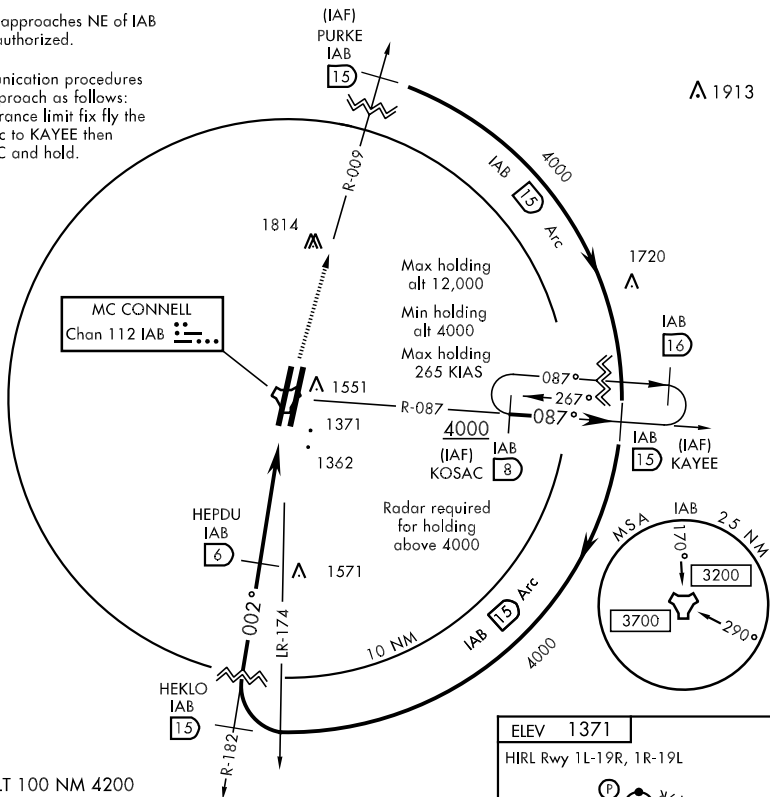 approaches NE of IAB
uthorized.
nication procedures
proach as follows:
rance limit fix fly the
c to KAYEE then
C and hold.
(IAF)
PURKE
IAB
15
1913
R-009
IAB 15 Arc
4000
1814
1720
Max holding
alt 12,000
Min holding
alt 4000
Max holding
265 KIAS
MC CONNELL
Chan 112 IAB
IAB
16
087°
267°
087°
1551
1371
1362
R-087
4000
(IAF)
KOSAC
IAB
8
IAB
15
(IAF)
KAYEE
Radar required
for holding
above 4000
HEPDU
IAB
6
1571
002°
LR-174
10 NM
IAB 15 Arc
4000
MSA IAB 25 NM
170°
3200
3700
290°
HEKLO
IAB
15
R-182
LT 100 NM 4200
ELEV 1371
HIRL Rwy 1L-19R, 1R-19L
P